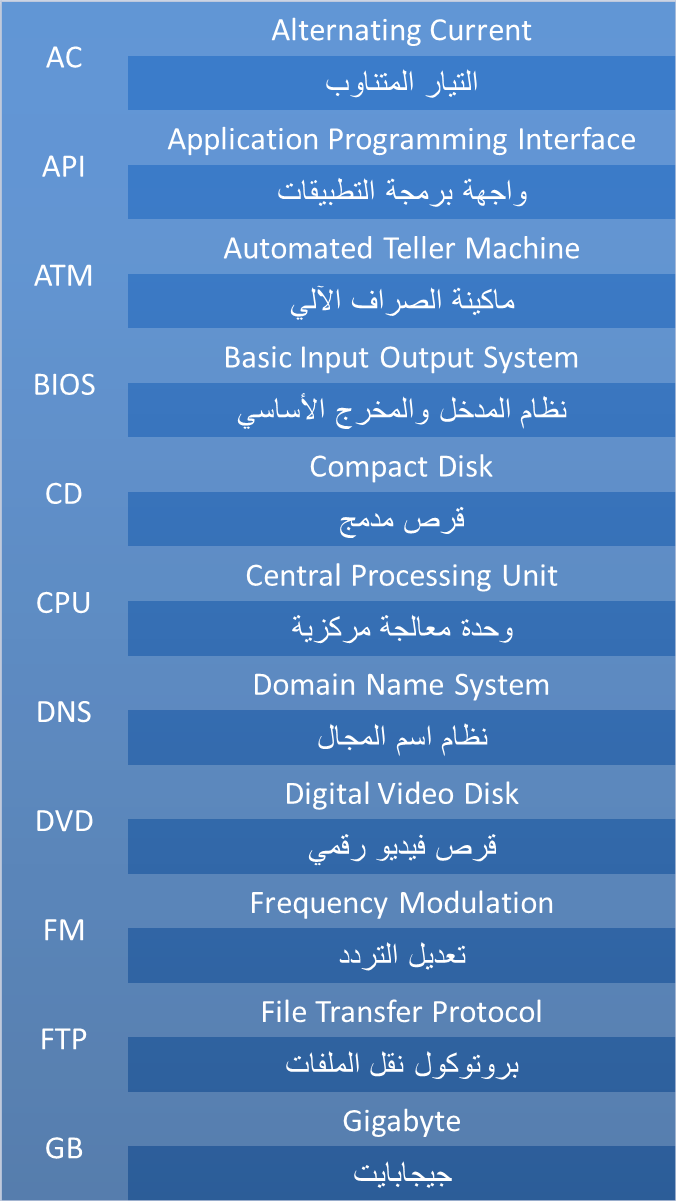 AC
Alternating Current
التيار المتناوب
API
Application Programming Interface
واجهة برمجة التطبيقات
ATM
Automated Teller Machine
ماكينة الصراف الآلي
BIOS
Basic Input Output System
نظام المدخل والمخرج الأساسي
CD
Compact Disk
قرص مدمج
CPU
Central Processing Unit
وحدة معالجة مركزية
DNS
Domain Name System
نظام اسم المجال
DVD
Digital Video Disk
قرص فيديو رقمي
FM
Frequency Modulation
تعديل التردد
FTP
File Transfer Protocol
بروتوكول نقل الملفات
GB
Gigabyte
جيجابايت